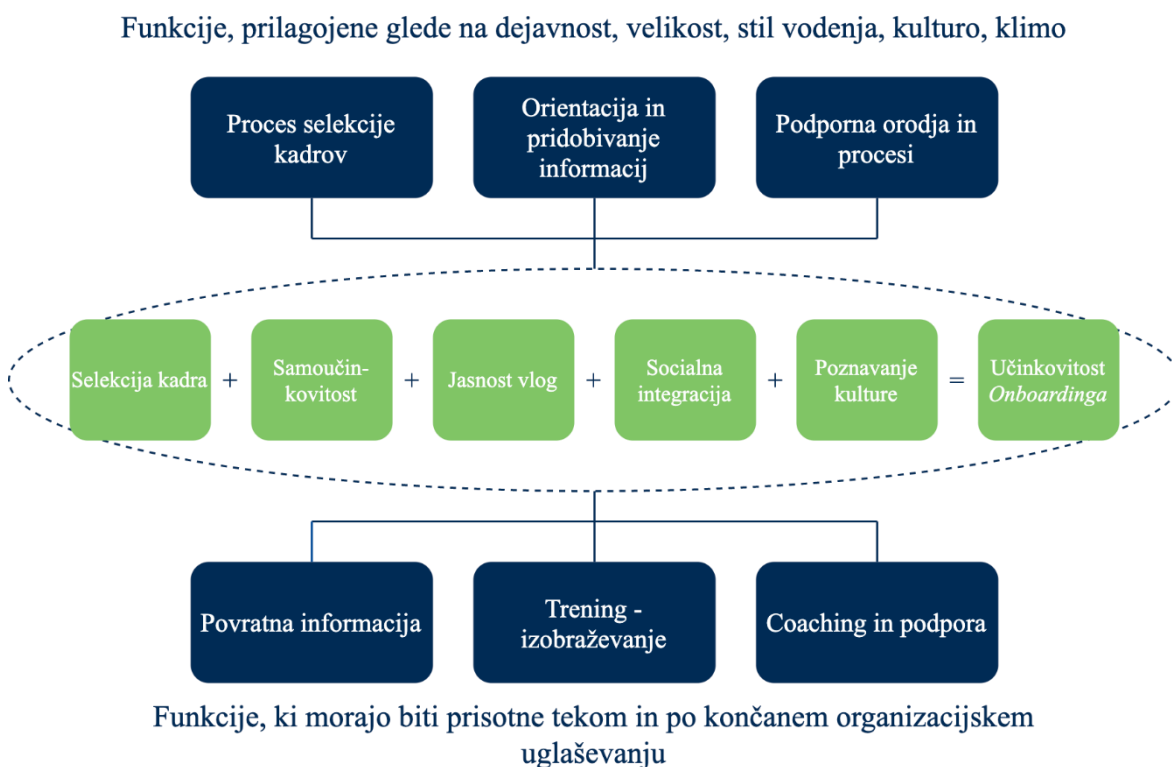 Funkcije, prilagojene glede na dejavnost, velikost, stil vodenja, kulturo, klimo
Proces selekcije
kadrov
Orientacija in
pridobivanje
informacij
Podporna orodja in
procesi
Selekcija kadra
+
Samoučin-
kovitost
+
Jasnost vlog
+
Socialna
integracija
+
Poznavanje
kulture
=
Učinkovitost
Onboardinga
Povratna informacija
Trening -
izobraževanje
Coaching in podpora
Funkcije, ki morajo biti prisotne tekom in po končanem organizacijskem
uglaševanju